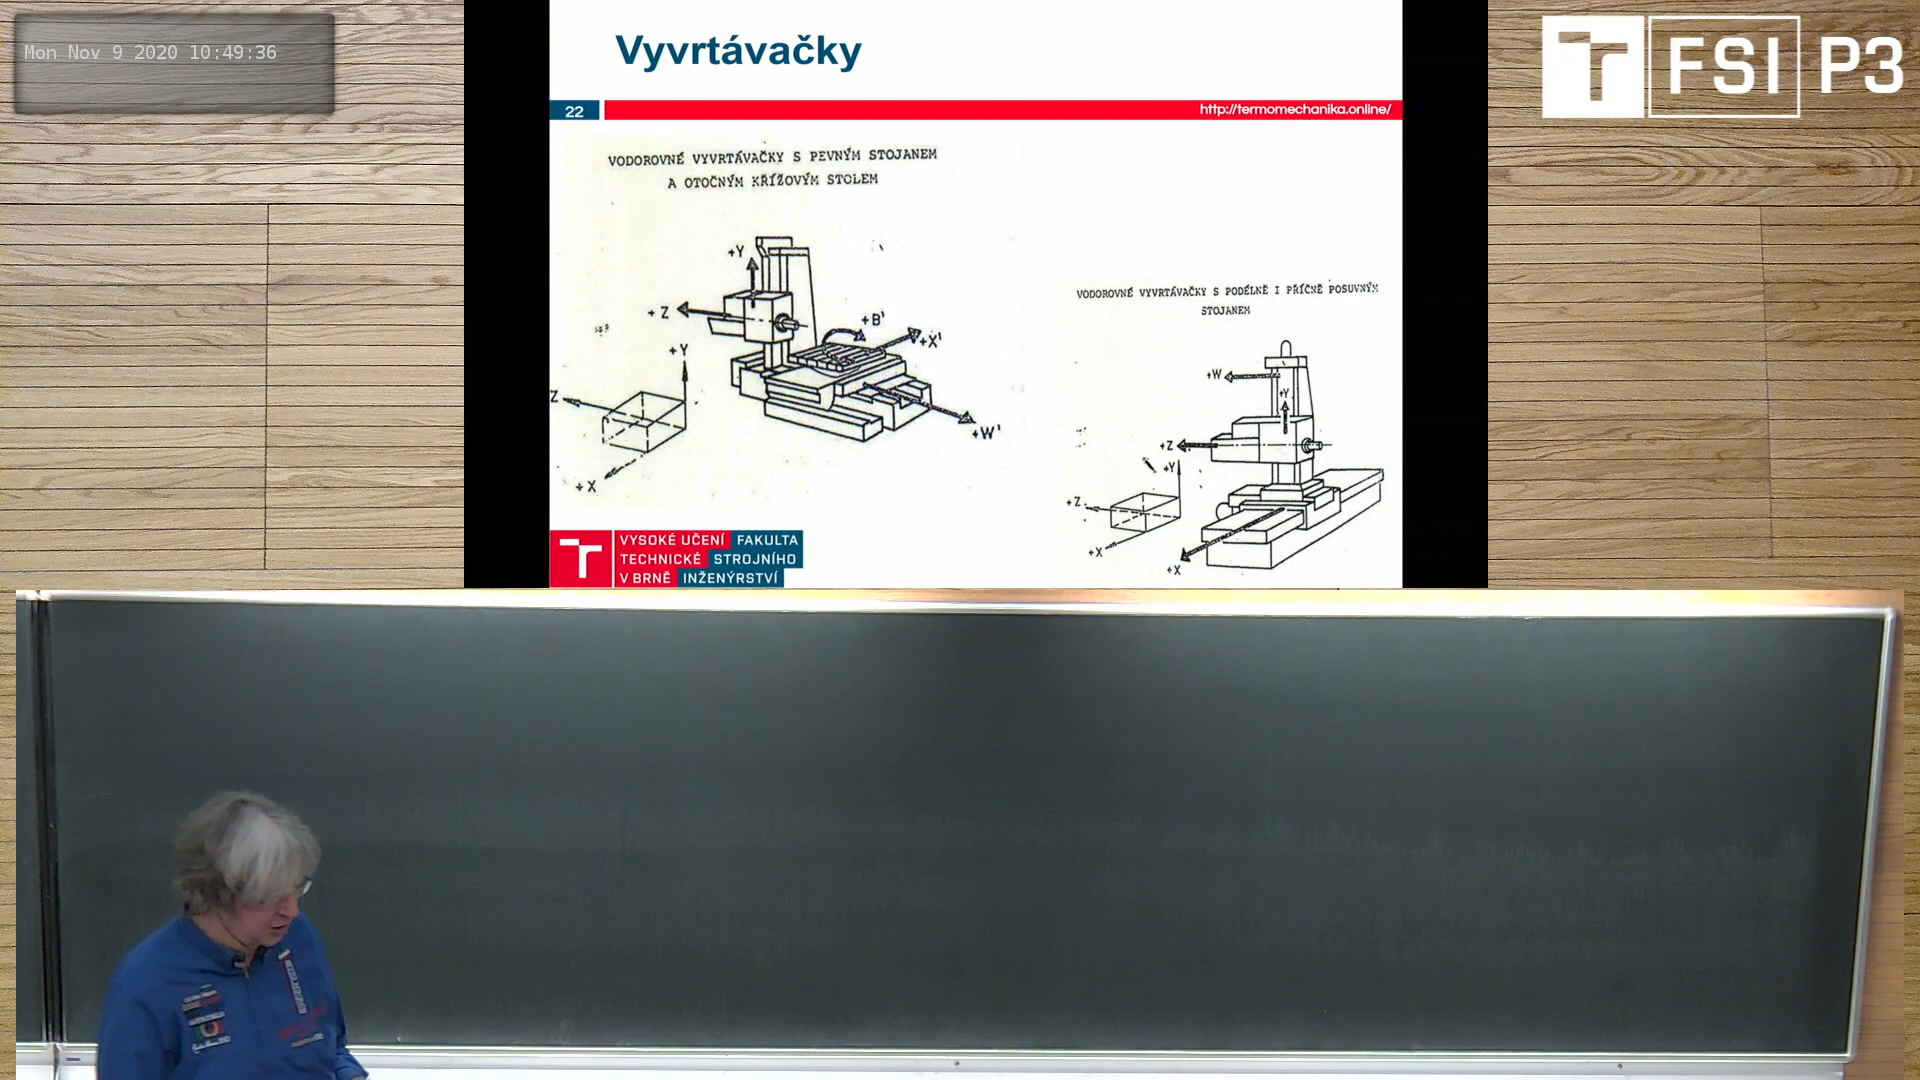 Mon Nov 9 2020 10:49:36
Vyvrtávačky
22
http://termomechanika.online/
VODOROVNÉ VYVRTÁVAČKY S PEVNÝM STOJANEM
A OTOČNÝM KŘÍŽOVÝM STOLEM
+Y
+Z
+B'
+X'
+W'
+Y
Z
+X
VODOROVNÉ VYVRTÁVAČKY S PODÉLNĚ I PŘÍČNĚ POSUVNÝM
STOJANEM
+W
+Y
+Z
+X
+Y
+Z
+X
VYSOKÉ UČENÍ FAKULTA
TECHNICKÉ STROJNÍHO
V BRNĚ INŽENÝRSTVÍ
FSI P3